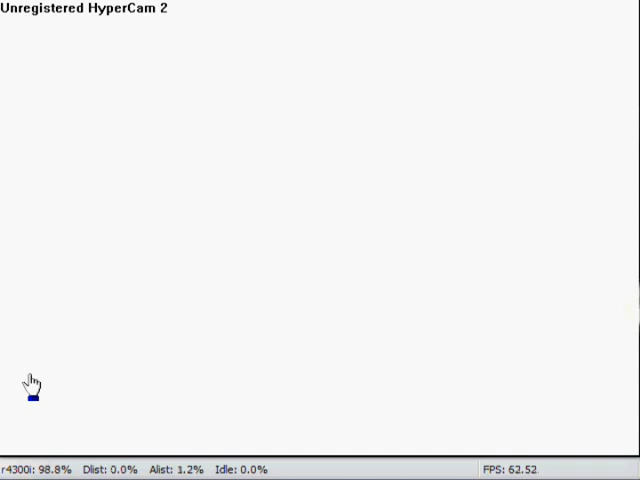 Unregistered HyperCam 2
r4300i: 98.8% Dlist: 0.0% Alist: 1.2% Idle: 0.0% FPS: 62.52